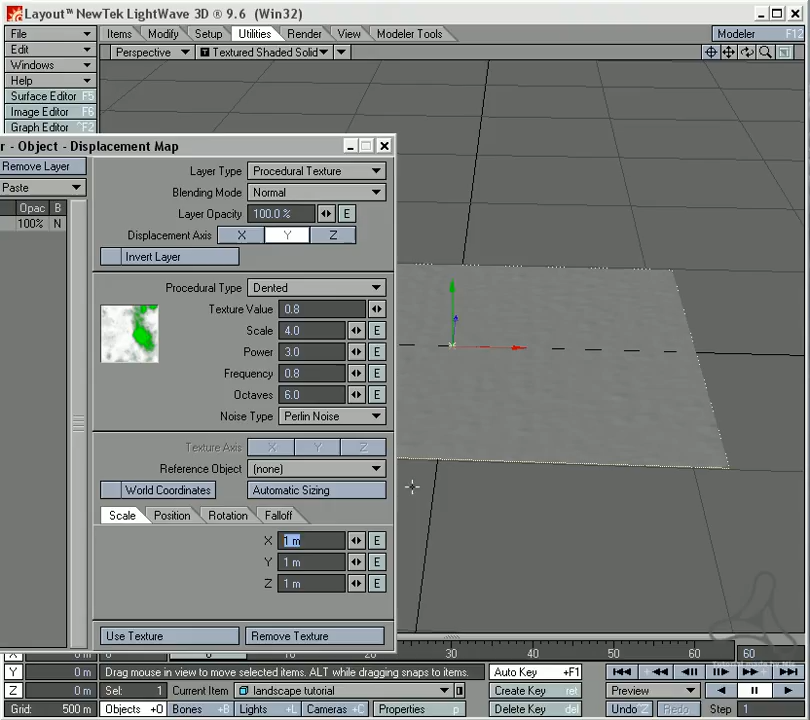 Layout™ NewTek LightWave 3D ® 9.6 (Win32)
File
Items
Modify
Setup
Utilities
Render
View
Modeler Tools
Modeler F12
Edit
Perspective
Textured Shaded Solid
Windows
Help
Surface Editor F5
Image Editor F6
Graph Editor ^F2
r - Object - Displacement Map
Remove Layer
Paste
Opac B
100% N
Layer Type Procedural Texture
Blending Mode Normal
Layer Opacity 100.0 % E
Displacement Axis X Y Z
Invert Layer
Procedural Type Dented
Texture Value 0.8
Scale 4.0 E
Power 3.0 E
Frequency 0.8 E
Octaves 6.0 E
Noise Type Perlin Noise
Texture Axis X Y Z
Reference Object (none)
World Coordinates Automatic Sizing
Scale Position Rotation Falloff
X 1 m E
Y 1 m E
Z 1 m E
Use Texture Remove Texture
30 40 50 60 60
X 0 m
Y 0 m Drag mouse in view to move selected items. ALT while dragging snaps to items. Auto Key +F1
Z 0 m Sel: 1 Current Item landscape tutorial Create Key ret Preview
Grid: 500 m Objects +O Bones +B Lights +L Cameras +C Properties p Delete Key del Undo ^Z Redo Step 1